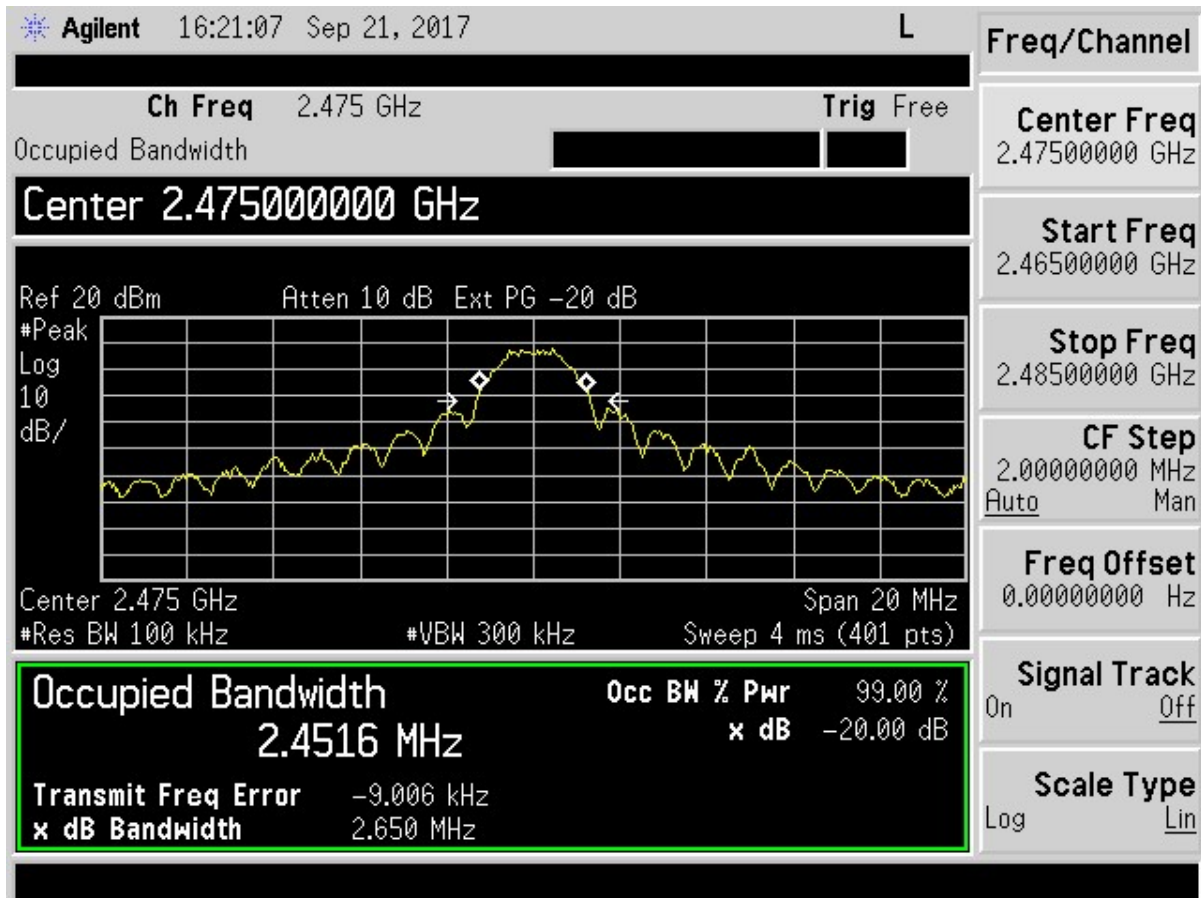 Agilent 16:21:07 Sep 21, 2017 L
Ch Freq 2.475 GHz Trig Free
Occupied Bandwidth
Center 2.475000000 GHz
Ref 20 dBm Atten 10 dB Ext PG -20 dB
#Peak
Log
10
dB/
Center 2.475 GHz Span 20 MHz
#Res BW 100 kHz #VBW 300 kHz Sweep 4 ms (401 pts)
Occupied Bandwidth Occ BW % Pwr 99.00 %
2.4516 MHz x dB -20.00 dB
Transmit Freq Error -9.006 kHz
x dB Bandwidth 2.650 MHz
Freq/Channel
Center Freq
2.47500000 GHz
Start Freq
2.46500000 GHz
Stop Freq
2.48500000 GHz
CF Step
2.00000000 MHz
Auto Man
Freq Offset
0.00000000 Hz
Signal Track
On Off
Scale Type
Log Lin